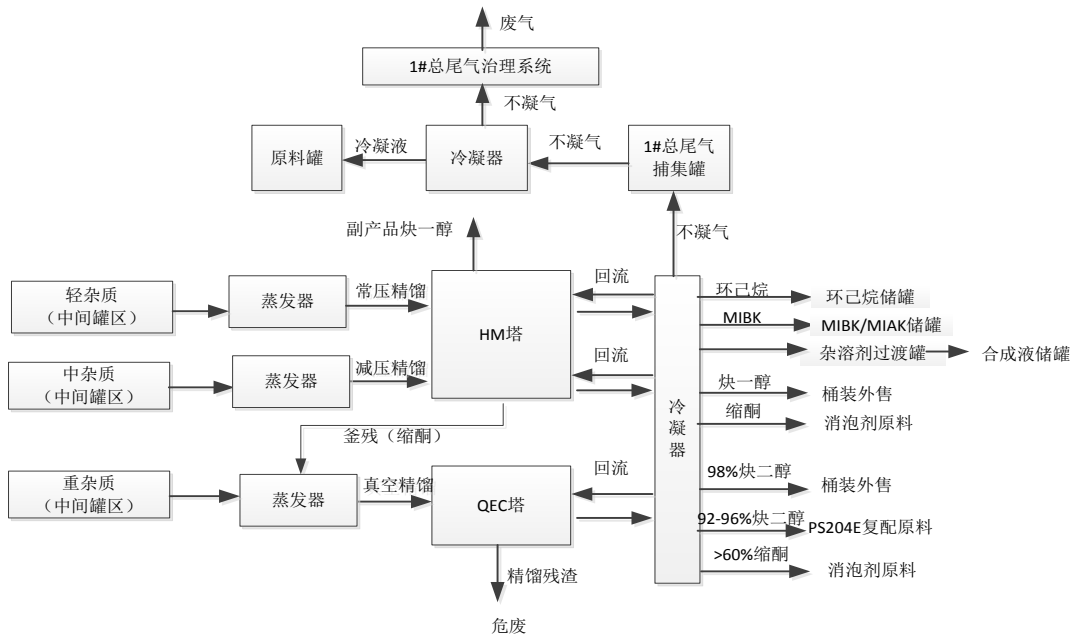 废气
1#总尾气治理系统
不凝气
原料罐
冷凝液
冷凝器
不凝气
1#总尾气
捕集罐
不凝气
副产品炔一醇
轻杂质
（中间罐区）
蒸发器
常压精馏
HM塔
回流
环己烷
环己烷储罐
MIBK
MIBK/MIAK储罐
杂溶剂过渡罐
合成液储罐
中杂质
（中间罐区）
蒸发器
减压精馏
回流
炔一醇
桶装外售
缩酮
消泡剂原料
冷
凝
器
釜残（缩酮）
重杂质
（中间罐区）
蒸发器
真空精馏
QEC塔
回流
98%炔二醇
桶装外售
92-96%炔二醇
PS204E复配原料
>60%缩酮
消泡剂原料
精馏残渣
危废